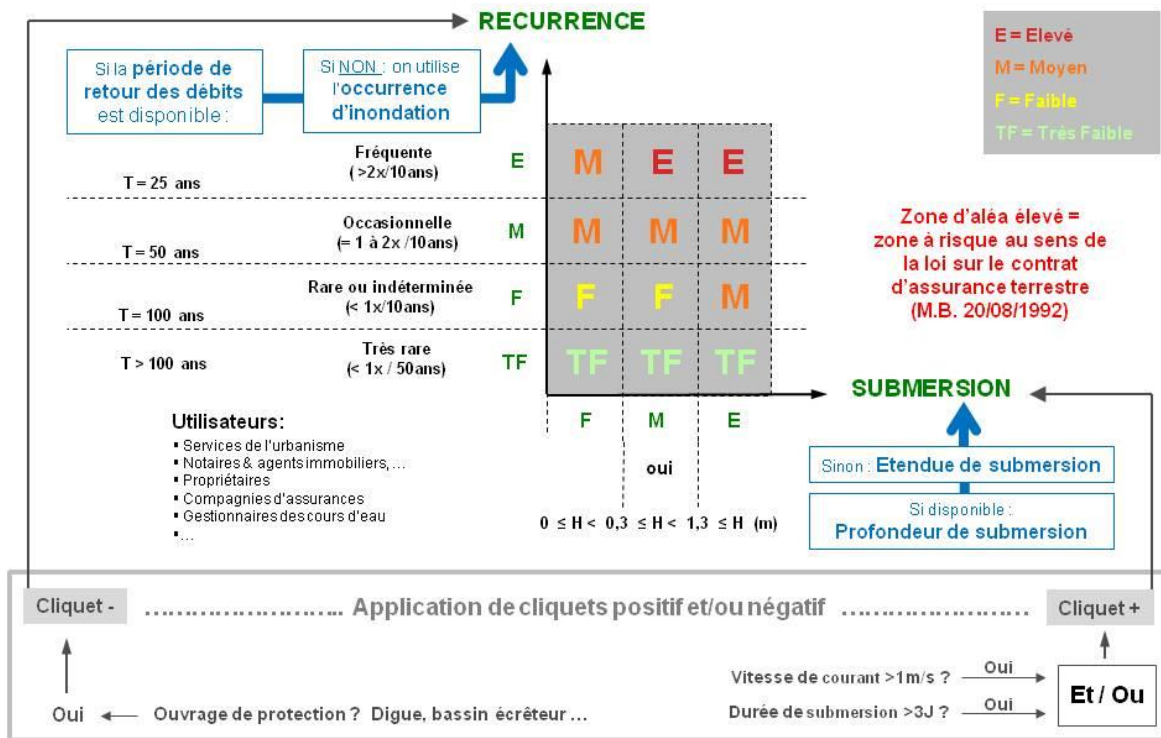 RECURRENCE
Si la période de
retour des débits
est disponible :
Si NON : on utilise
l'occurrence
d'inondation
E = Elevé
M = Moyen
F = Faible
TF = Très Faible
T = 25 ans
Fréquente
( >2x/10ans)
E
M E E
T = 50 ans
Occasionnelle
(= 1 à 2x /10ans)
M
M M M
T = 100 ans
Rare ou indéterminée
(< 1x/10ans)
F
F F M
T > 100 ans
Très rare
(< 1x / 50ans)
TF
TF TF TF
Zone d'aléa élevé =
zone à risque au sens de
la loi sur le contrat
d'assurance terrestre
(M.B. 20/08/1992)
SUBMERSION
F M E
oui
0 ≤ H < 0,3 ≤ H < 1,3 ≤ H (m)
Sinon : Etendue de submersion
Si disponible :
Profondeur de submersion
Utilisateurs:
▪ Services de l'urbanisme
▪ Notaires & agents immobiliers, …
▪ Propriétaires
▪ Compagnies d'assurances
▪ Gestionnaires des cours d'eau
▪…
Cliquet - ………………………. Application de cliquets positif et/ou négatif ………………………… Cliquet +
Vitesse de courant >1m/s ? Oui
Durée de submersion >3J ? Oui
Et / Ou
Oui
Ouvrage de protection ? Digue, bassin écrêteur …